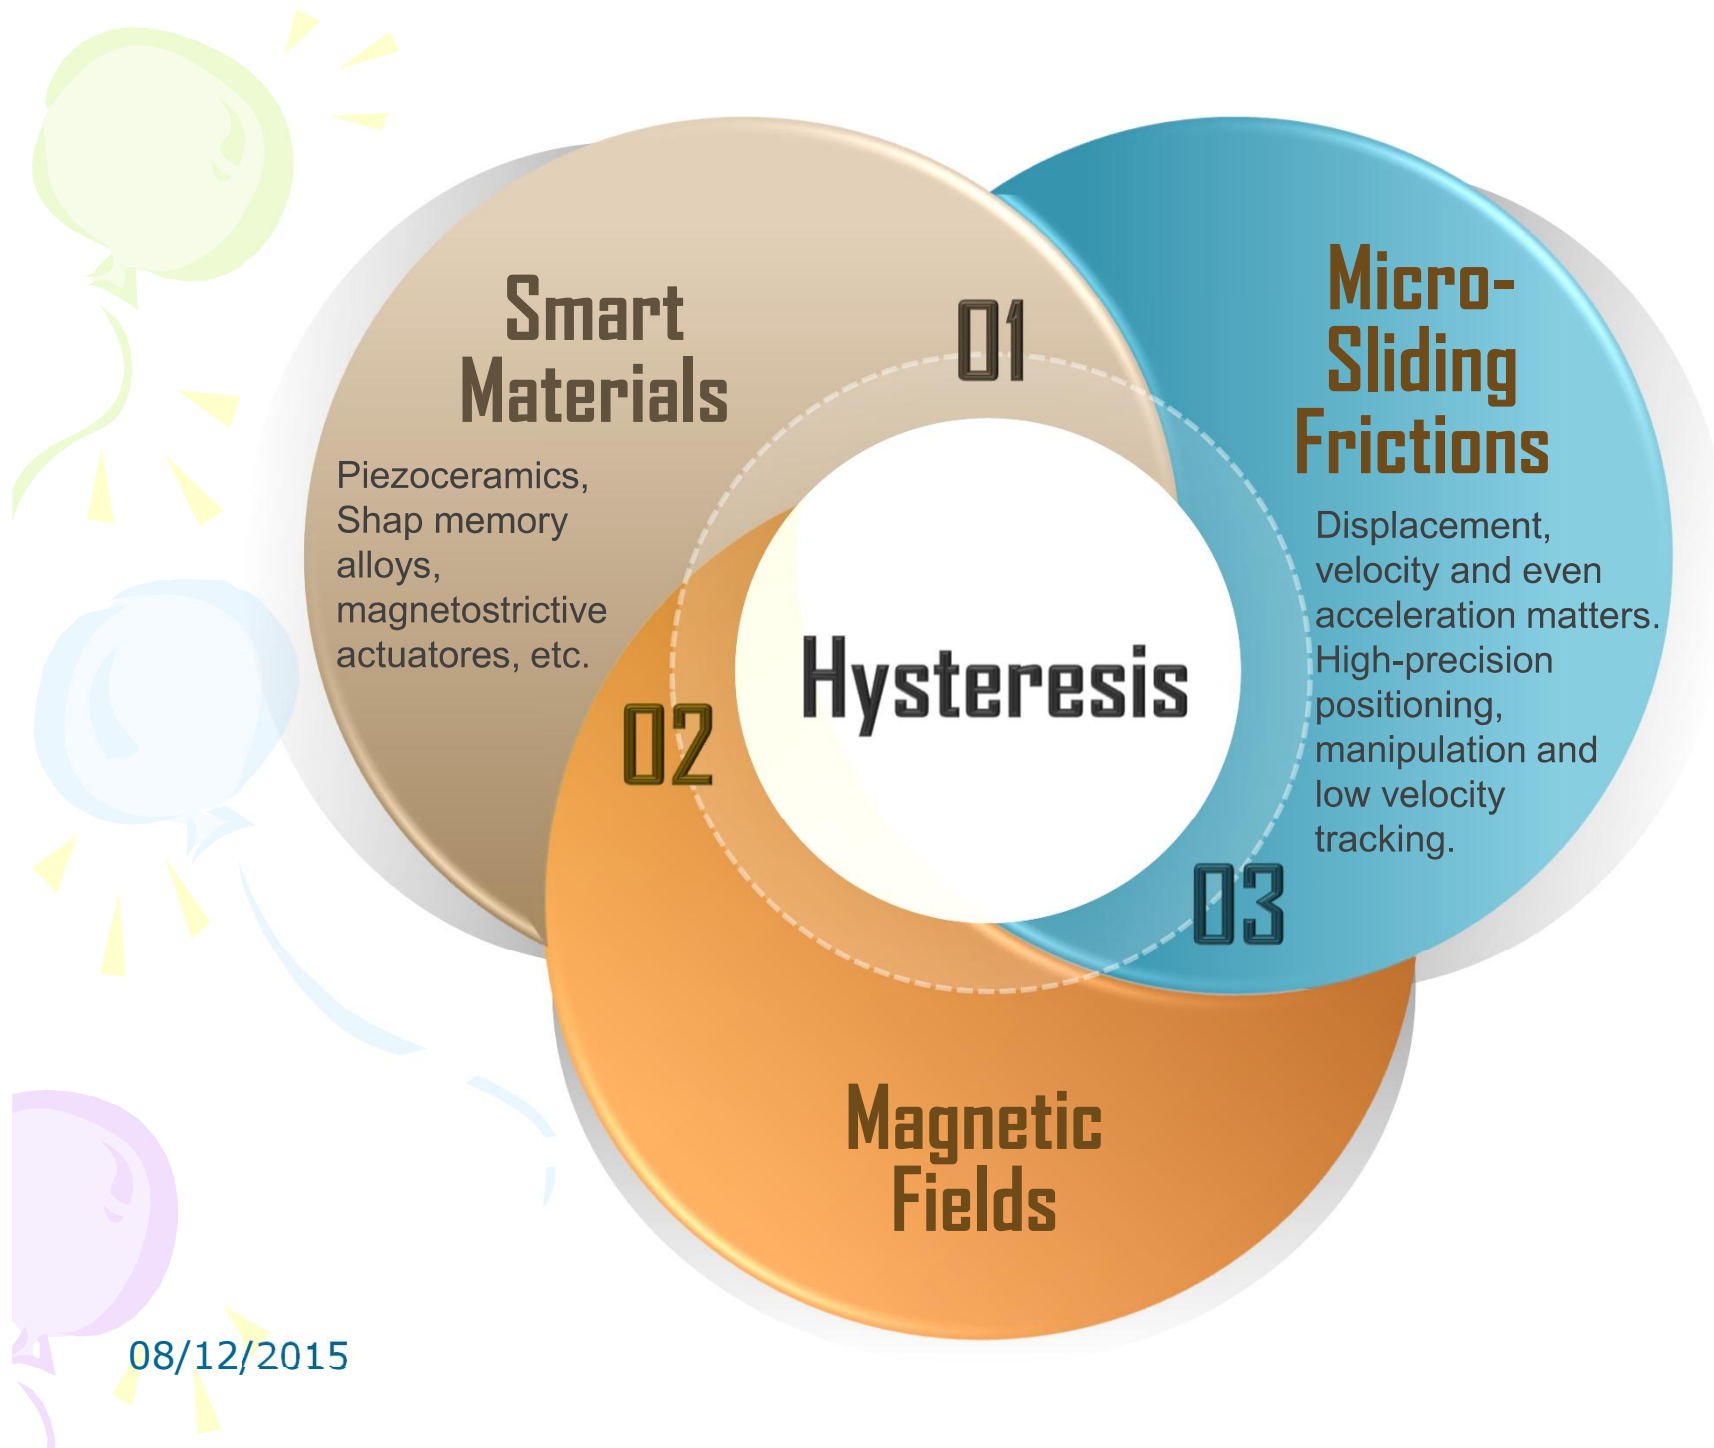 Smart
Materials
Piezoceramics,
Shap memory
alloys,
magnetostrictive
actuatores, etc.
01
Micro-
Sliding
Frictions
Displacement,
velocity and even
acceleration matters.
High-precision
positioning,
manipulation and
low velocity
tracking.
Hysteresis
02
03
Magnetic
Fields
08/12/2015